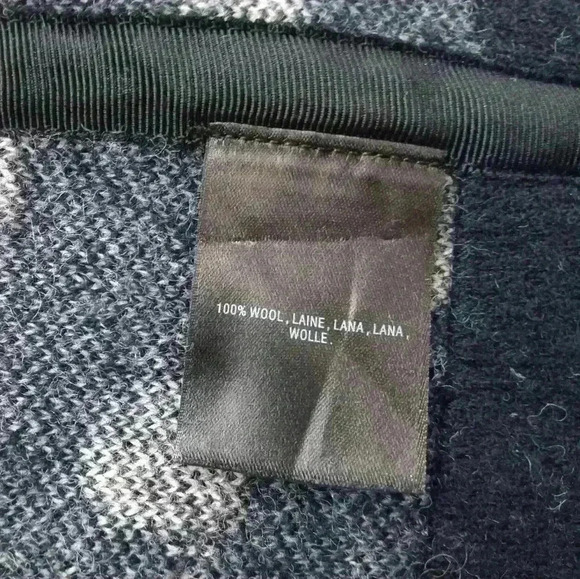 100% WOOL, LAINE, LANA, LANA,
WOLLE.